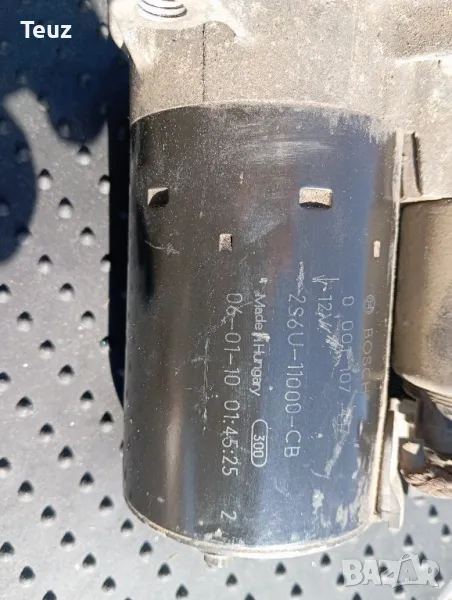 Teuz
BOSCH
0 001 107
12V
2S6U-11000-CB
Made in Hungary
300
06-01-10 01:45:25 2
BAZAR